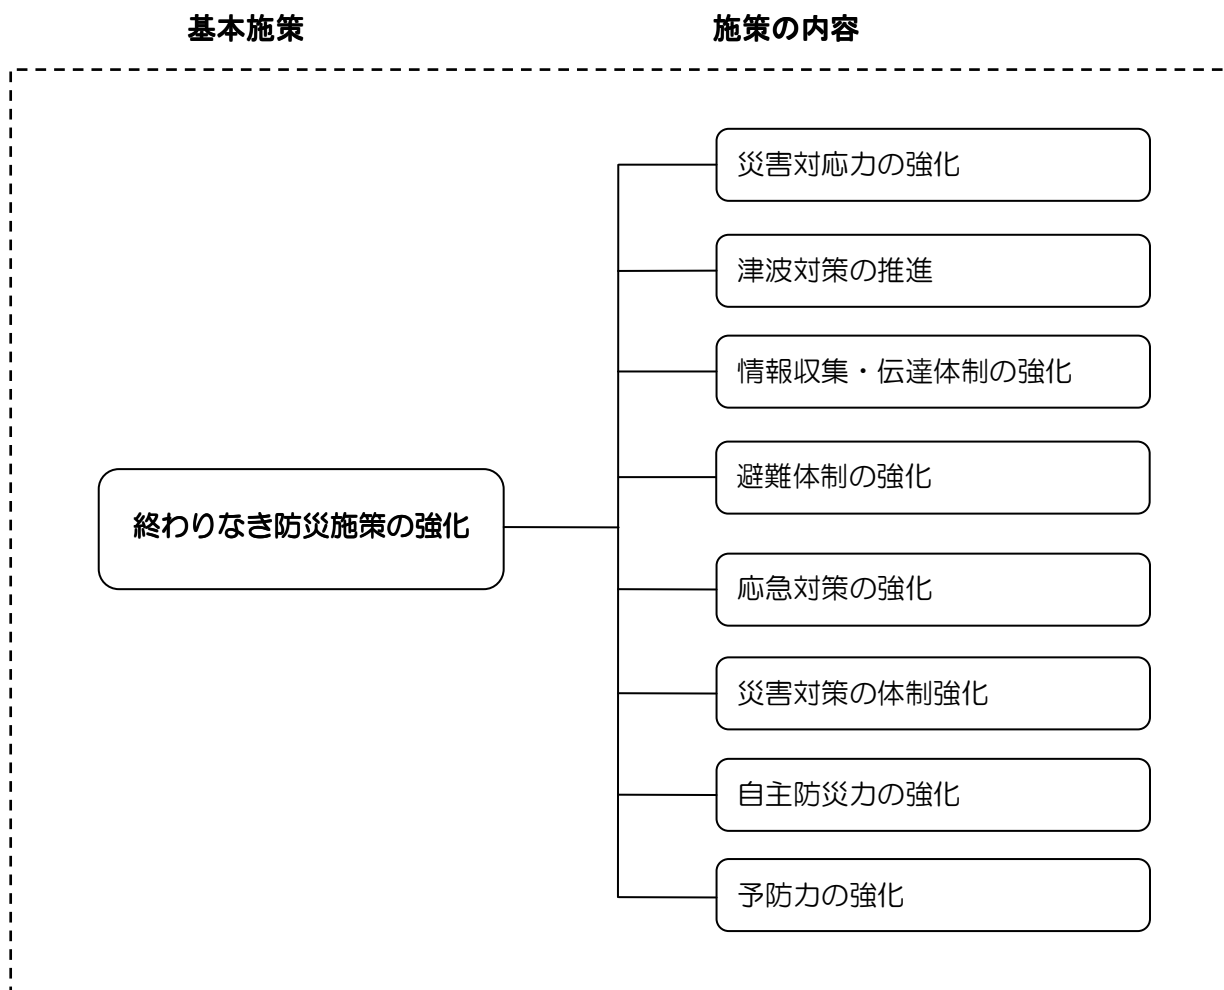 基本施策
施策の内容
災害対応力の強化
津波対策の推進
情報収集・伝達体制の強化
避難体制の強化
終わりなき防災施策の強化
応急対策の強化
災害対策の体制強化
自主防災力の強化
予防力の強化